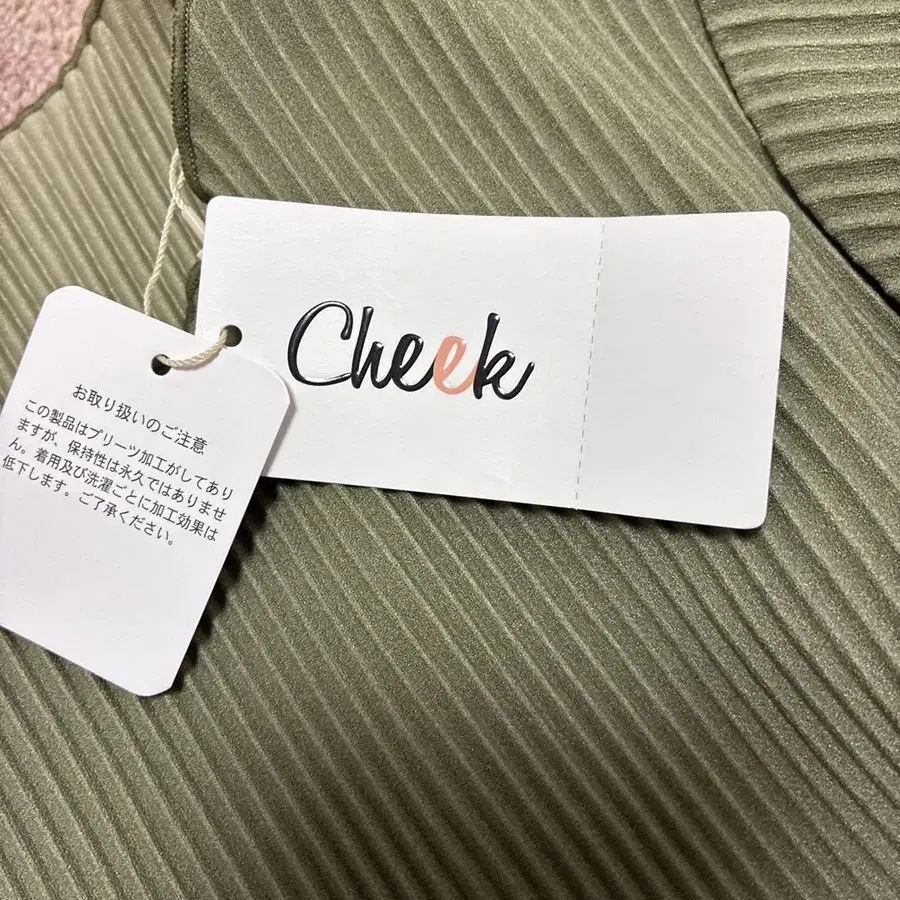 Cheek
お取り扱いのご注意
この製品はプリーツ加工がしてあり
ますが、保持性は永久ではありませ
ん。着用及び洗濯ごとに加工効果は
低下します。ご了承ください。